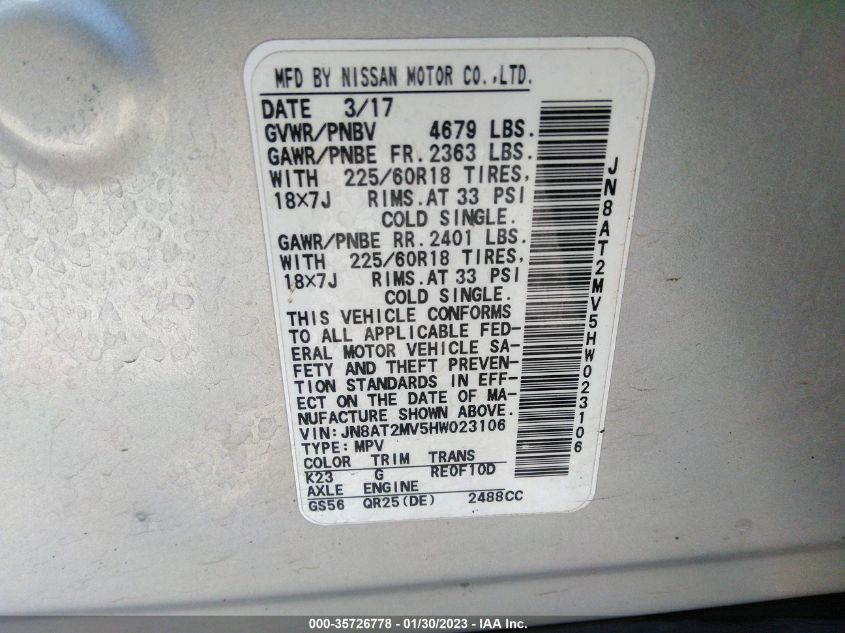 MFD BY NISSAN MOTOR CO.,LTD.
DATE 3/17
GVWR/PNBV 4679 LBS.
GAWR/PNBE FR. 2363 LBS.
WITH 225/60R18 TIRES,
18X7J RIMS. AT 33 PSI
COLD SINGLE.
GAWR/PNBE RR. 2401 LBS.
WITH 225/60R18 TIRES,
18X7J RIMS. AT 33 PSI
COLD SINGLE.
THIS VEHICLE CONFORMS
TO ALL APPLICABLE FED-
ERAL MOTOR VEHICLE SA-
FETY AND THEFT PREVEN-
TION STANDARDS IN EFF-
ECT ON THE DATE OF MA-
NUFACTURE SHOWN ABOVE.
VIN: JN8AT2MV5HW023106
TYPE: MPV
COLOR TRIM TRANS
K23 G RE0F10D
AXLE ENGINE
GS56 QR25(DE) 2488CC
JN8AT2MV5HW023106
000-35726778 — 01/30/2023 — IAA Inc.